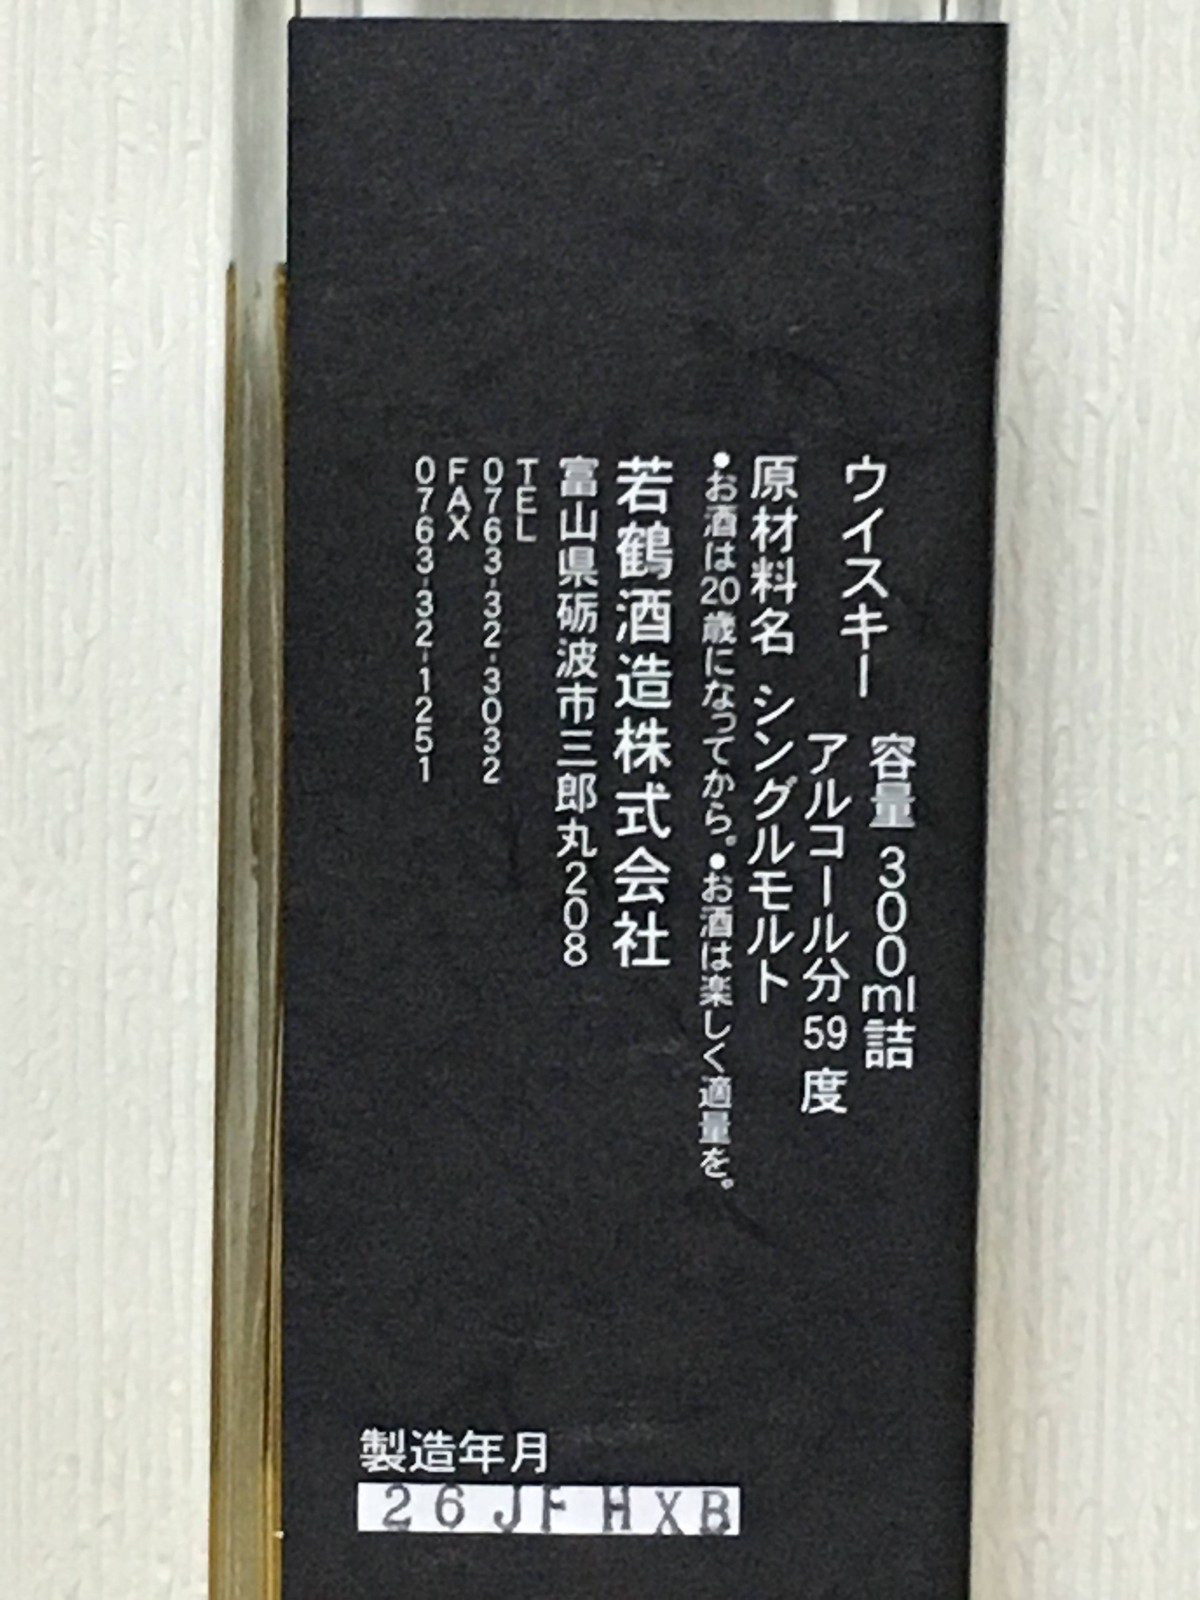 ウイスキー
容量 300ml詰
アルコール分 59 度
原材料名 シングルモルト
●お酒は20歳になってから。●お酒は楽しく適量を。
若鶴酒造株式会社
富山県砺波市三郎丸208
TEL
0763-32-3032
FAX
0763-32-1251
製造年月
26 JF HXB